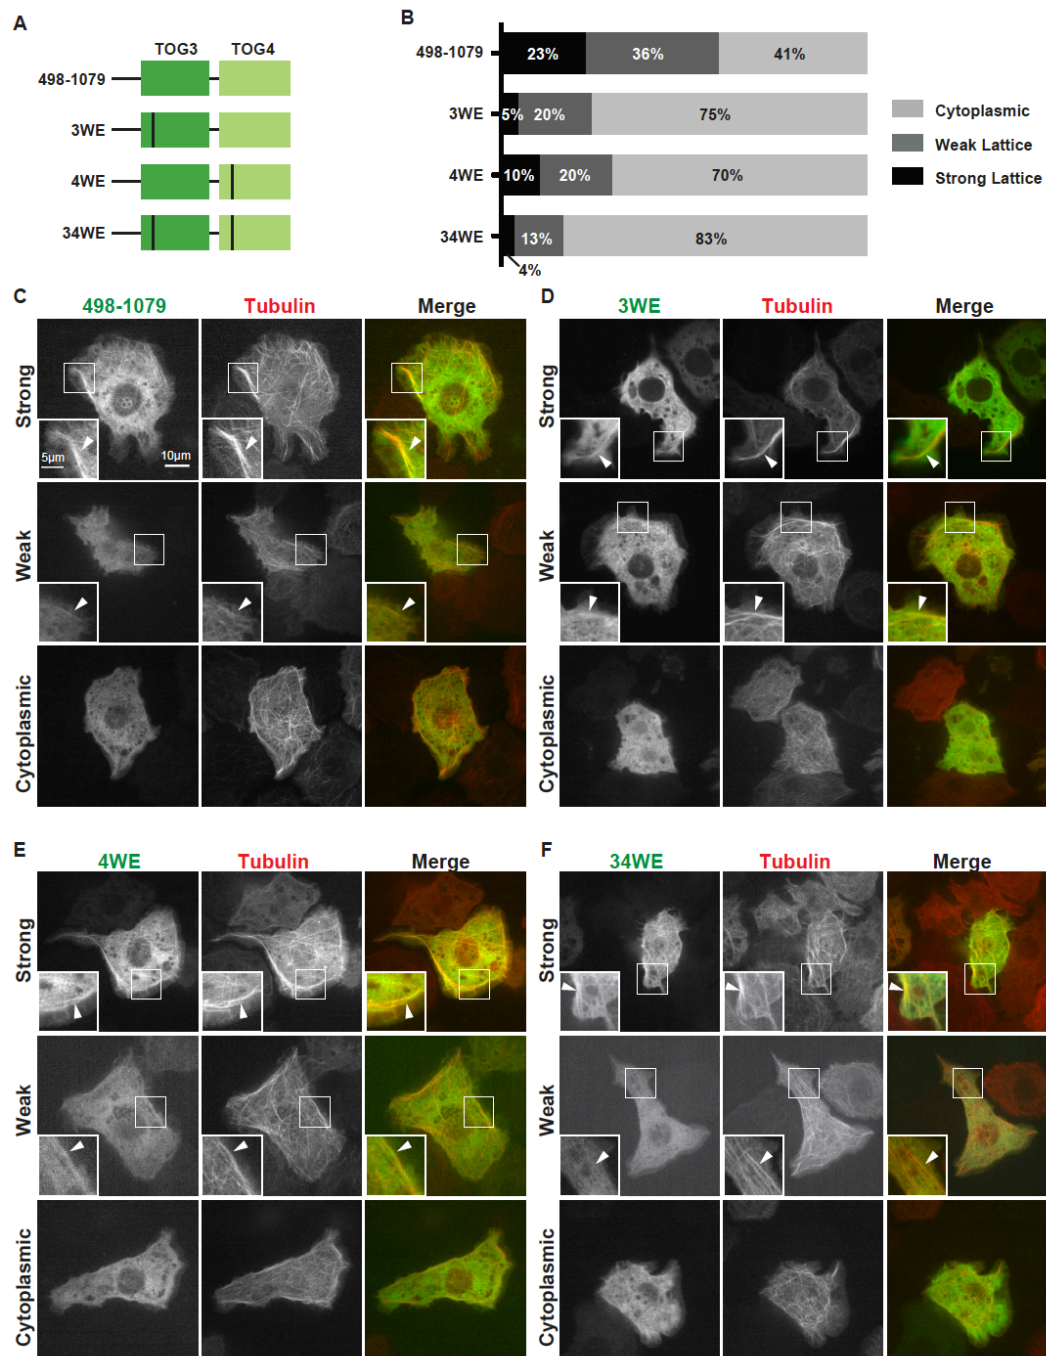 A
TOG3 TOG4
498-1079
3WE
4WE
34WE
B
498-1079 23% 36% 41%
3WE 5% 20% 75%
4WE 10% 20% 70%
34WE 13% 83%
4%
Cytoplasmic
Weak Lattice
Strong Lattice
C
498-1079 Tubulin Merge
Strong
5µm 10µm
Weak
Cytoplasmic
D
3WE Tubulin Merge
Strong
Weak
Cytoplasmic
E
4WE Tubulin Merge
Strong
Weak
Cytoplasmic
F
34WE Tubulin Merge
Strong
Weak
Cytoplasmic